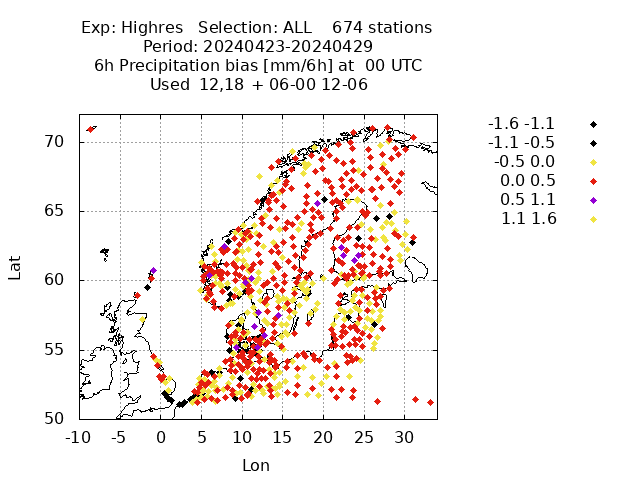 Exp: Highres   Selection: ALL    674 stations
Period: 20240423-20240429
6h Precipitation bias [mm/6h] at  00 UTC
Used  12,18  + 06-00 12-06
-1.6 -1.1
-1.1 -0.5
-0.5 0.0
0.0 0.5
0.5 1.1
1.1 1.6
70
65
60
55
50
Lat
-10 -5 0 5 10 15 20 25 30
Lon